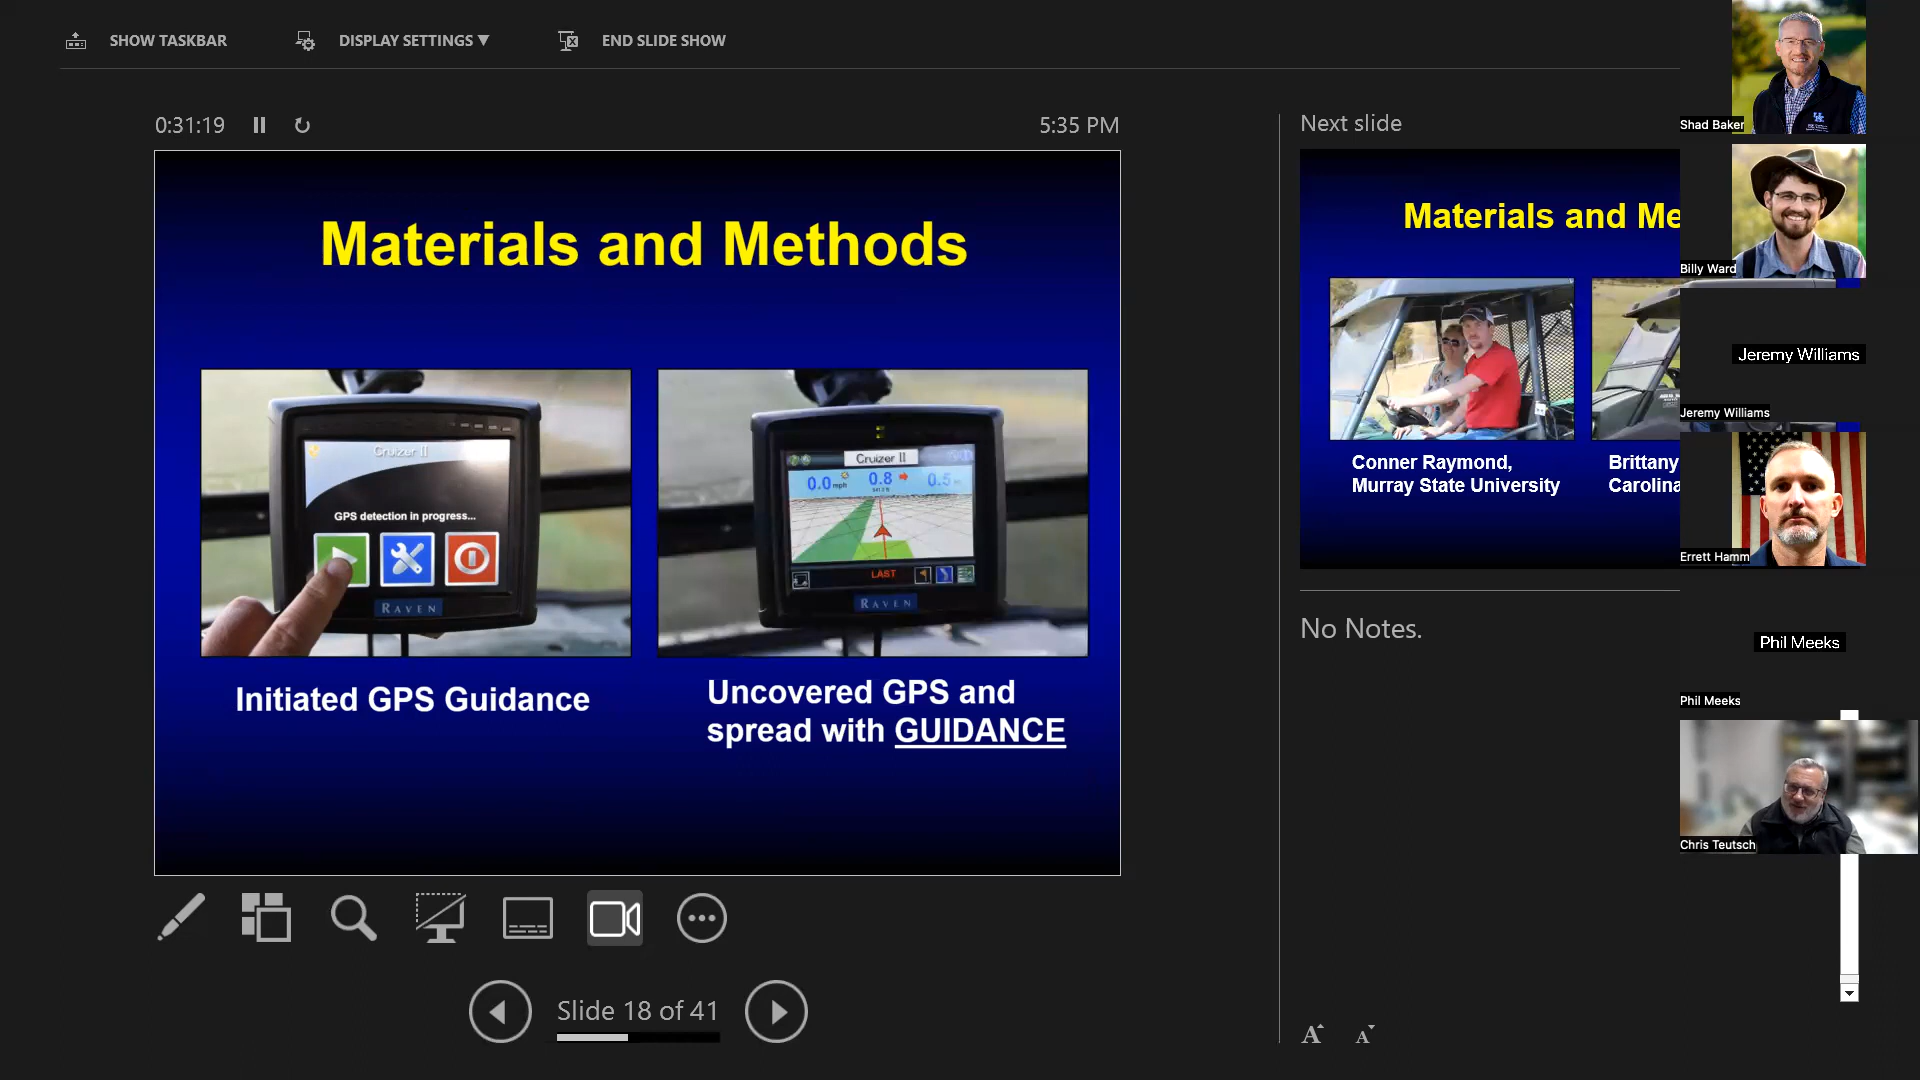 SHOW TASKBAR
DISPLAY SETTINGS ▼
END SLIDE SHOW
0:31:19
5:35 PM
Materials and Methods
Cruizer II
GPS detection in progress...
RAVEN
Cruizer II
0.0 mph
0.8
0.5
LAST
RAVEN
Initiated GPS Guidance
Uncovered GPS and
spread with GUIDANCE
Slide 18 of 41
Next slide
Materials and Me
Conner Raymond,
Murray State University
Brittany
Carolina
No Notes.
A A
Shad Baker
UK
Billy Ward
Jeremy Williams
Jeremy Williams
Errett Hamm
Phil Meeks
Phil Meeks
Chris Teutsch